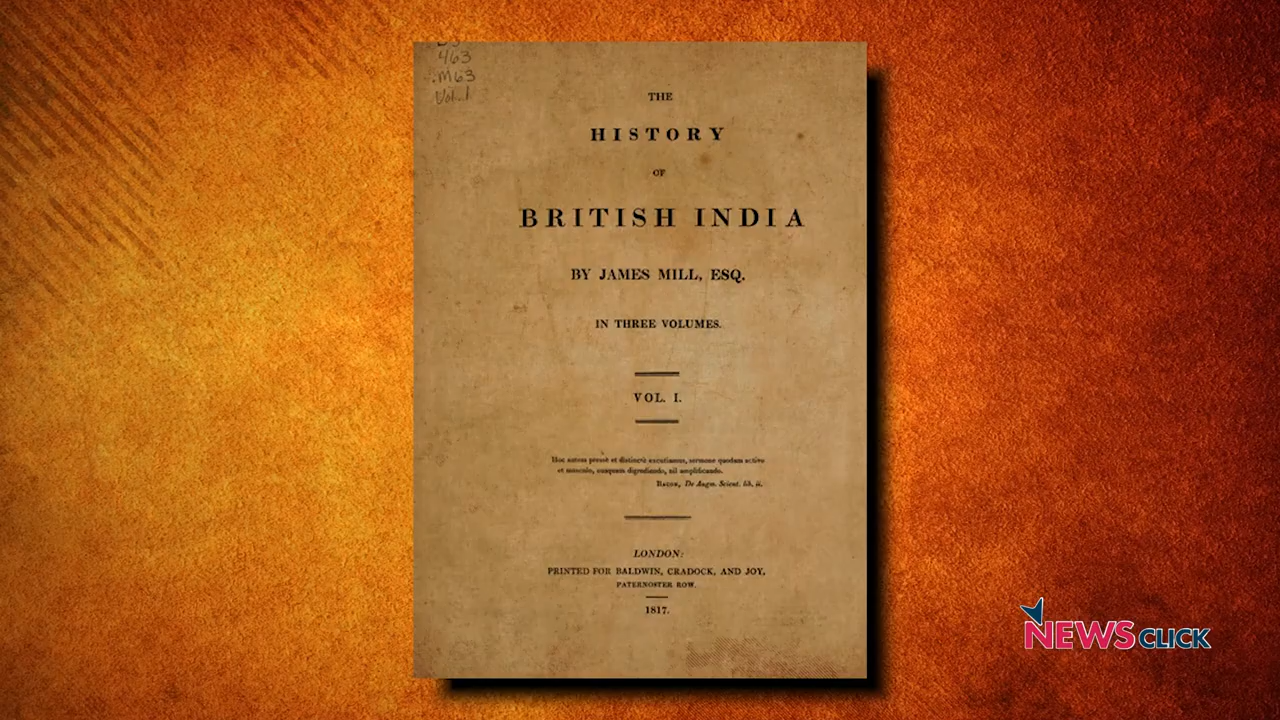 463
.M63
Vol.1
THE
HISTORY
OF
BRITISH INDIA
BY JAMES MILL, ESQ.
IN THREE VOLUMES.
VOL. I.
Hoc autem pressè et distinctè excutiamus, sermone quodam activo
et masculo, nusquam digrediendo, nil amplificando.
BACON, De Augm. Scient. lib. ii.
LONDON:
PRINTED FOR BALDWIN, CRADOCK, AND JOY,
PATERNOSTER ROW.
1817.
NEWSCLICK